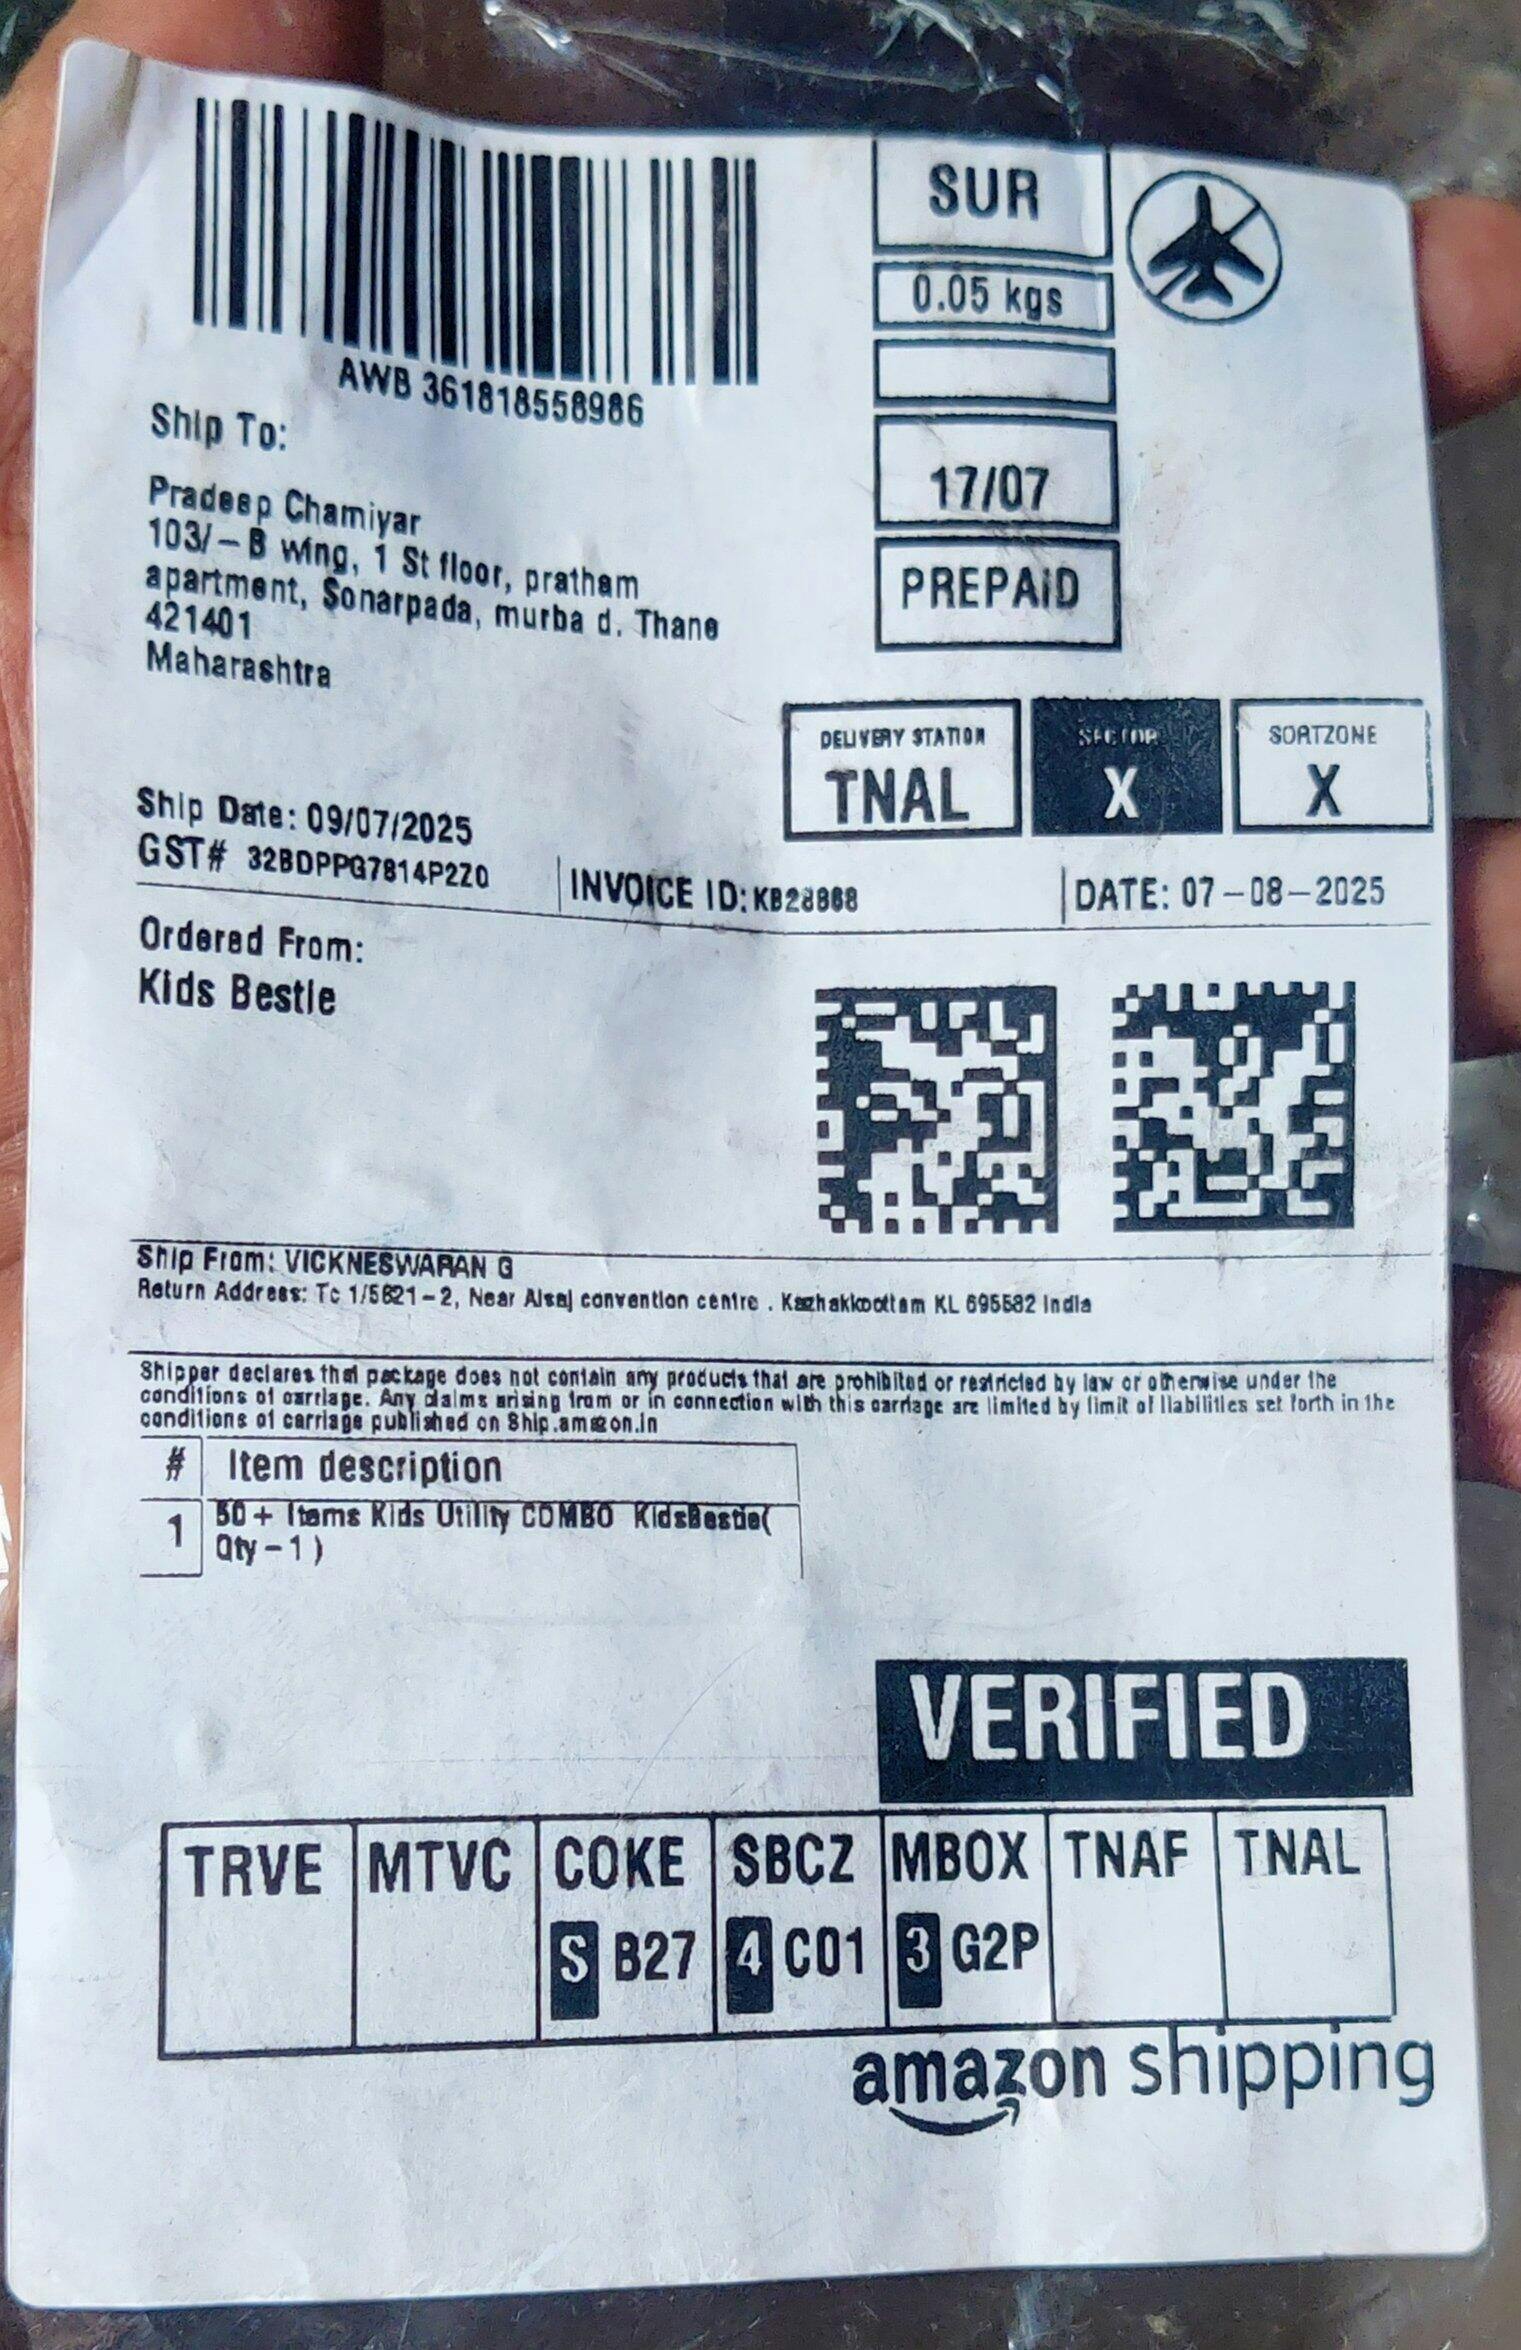 AWB 361818558986
SUR
0.05 kgs
17/07
PREPAID
Ship To:
Pradeep Chamiyar
103/-B wing, 1 St floor, pratham
apartment, Sonarpada, murba d. Thane
421401
Maharashtra
DELIVERY STATION
TNAL
SECTOR
X
SORTZONE
X
Ship Date: 09/07/2025
GST# 32BDPPG7814P2Z0
INVOICE ID: KB28868
DATE: 07-08-2025
Ordered From:
Kids Bestie
Ship From: VICKNESWARAN G
Return Address: Tc 1/5621-2, Near Alsaj convention centre . Kazhakkoottam KL 695582 India
Shipper declares that package does not contain any products that are prohibited or restricted by law or otherwise under the
conditions of carriage. Any claims arising from or in connection with this carriage are limited by limit of liabilities set forth in the
conditions of carriage published on Ship.amazon.in
# Item description
1 50+ Items Kids Utility COMBO KidsBestie(
Qty-1)
VERIFIED
TRVE MTVC COKE SBCZ MBOX TNAF TNAL
S B27 4 C01 3 G2P
amazon shipping